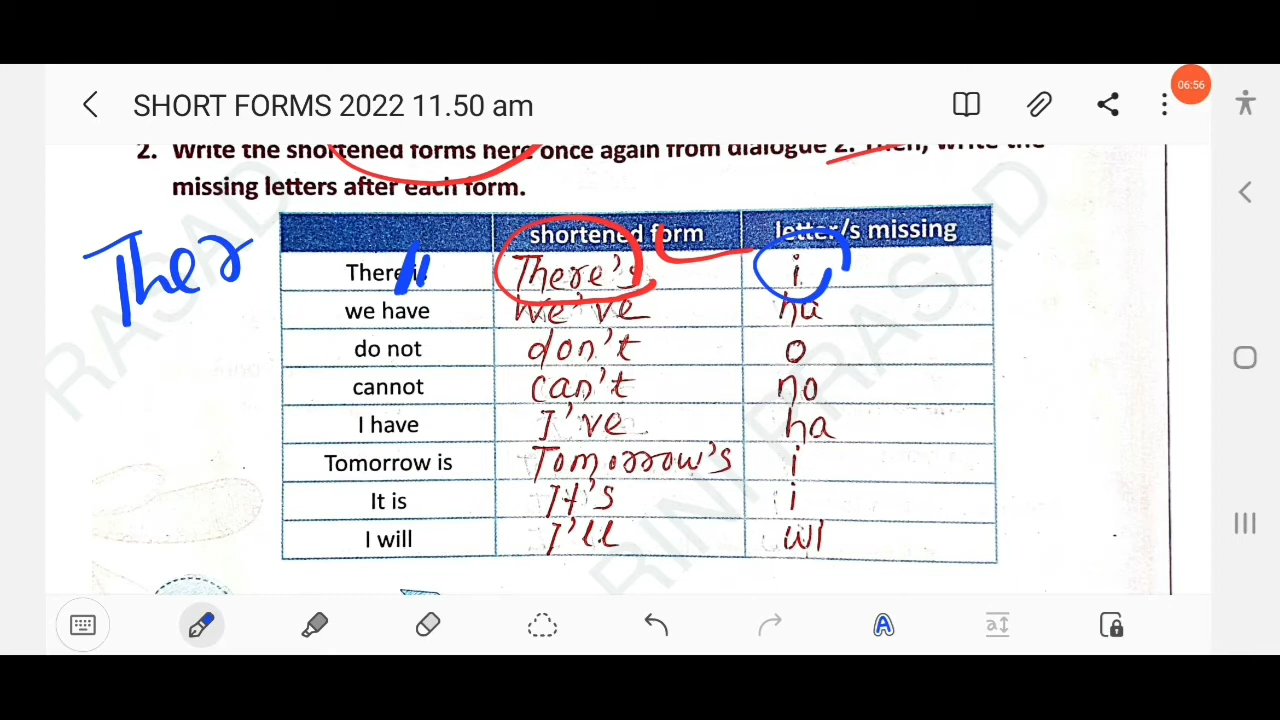 06:56
SHORT FORMS 2022 11.50 am
2. Write the shortened forms here once again from dialogue 2. Then, write the
missing letters after each form.
Ther
shortened form letter/s missing
There is There's i
we have We've ha
do not don't o
cannot can't no
I have I've ha
Tomorrow is Tomorrow's i
It is It's i
I will I'll wi
RASAD
RINI PRASAD